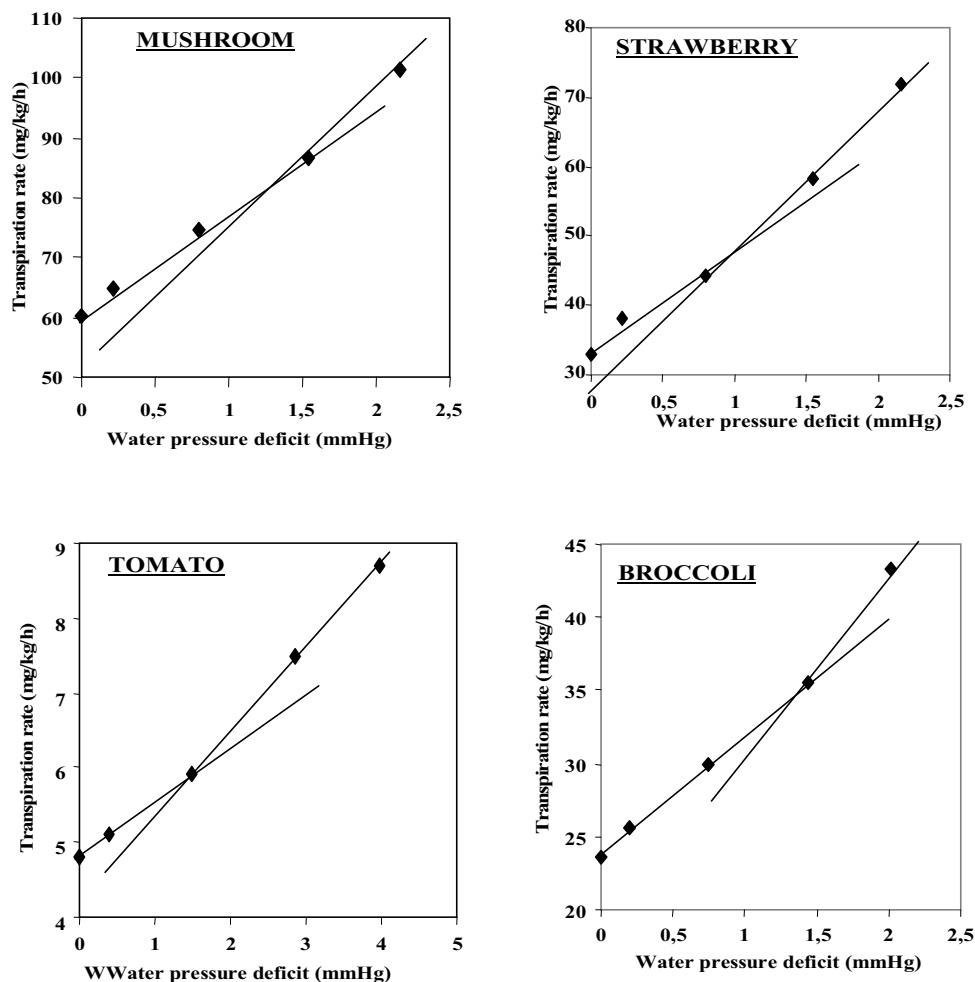 MUSHROOM
Transpiration rate (mg/kg/h)
110
100
90
80
70
60
50
0 0,5 1 1,5 2 2,5
Water pressure deficit (mmHg)
STRAWBERRY
Transpiration rate (mg/kg/h)
80
70
60
50
40
30
0 0,5 1 1,5 2 2,5
Water pressure deficit (mmHg)
TOMATO
Transpiration rate (mg/kg/h)
9
8
7
6
5
4
0 1 2 3 4 5
WWater pressure deficit (mmHg)
BROCCOLI
Transpiration rate (mg/kg/h)
45
40
35
30
25
20
0 0,5 1 1,5 2 2,5
Water pressure deficit (mmHg)